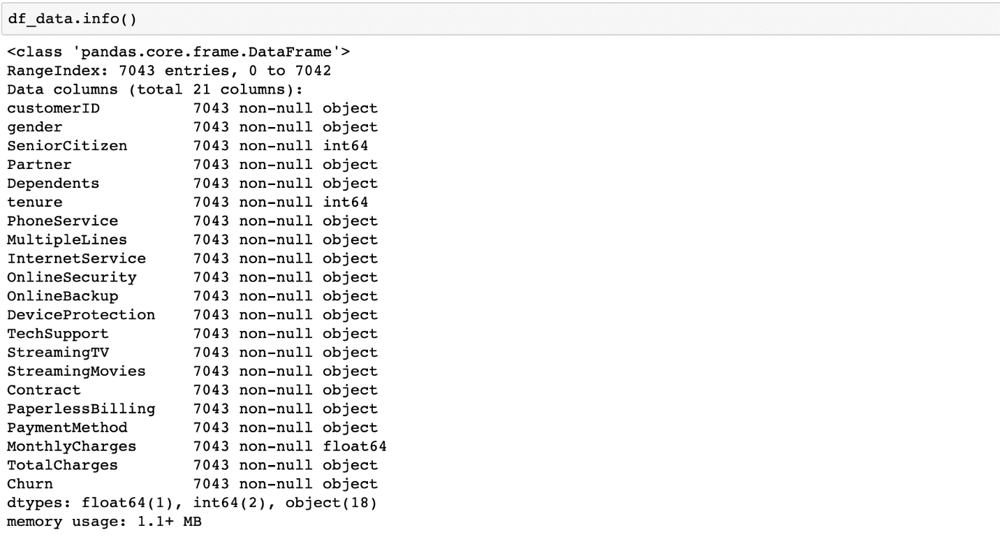 df_data.info()
<class 'pandas.core.frame.DataFrame'>
RangeIndex: 7043 entries, 0 to 7042
Data columns (total 21 columns):
customerID          7043 non-null object
gender              7043 non-null object
SeniorCitizen       7043 non-null int64
Partner             7043 non-null object
Dependents          7043 non-null object
tenure              7043 non-null int64
PhoneService        7043 non-null object
MultipleLines       7043 non-null object
InternetService     7043 non-null object
OnlineSecurity      7043 non-null object
OnlineBackup        7043 non-null object
DeviceProtection    7043 non-null object
TechSupport         7043 non-null object
StreamingTV         7043 non-null object
StreamingMovies     7043 non-null object
Contract            7043 non-null object
PaperlessBilling    7043 non-null object
PaymentMethod       7043 non-null object
MonthlyCharges      7043 non-null float64
TotalCharges        7043 non-null object
Churn               7043 non-null object
dtypes: float64(1), int64(2), object(18)
memory usage: 1.1+ MB